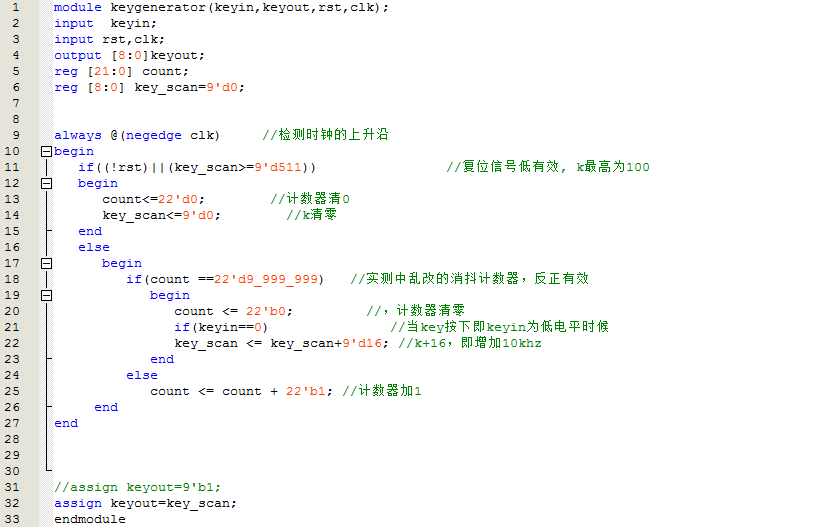 1 module keygenerator(keyin,keyout,rst,clk);
2 input  keyin;
3 input rst,clk;
4 output [8:0]keyout;
5 reg [21:0] count;
6 reg [8:0] key_scan=9'd0;
7
8
9 always @(negedge clk)     //检测时钟的上升沿
10 begin
11    if((!rst)||(key_scan>=9'd511))                //复位信号低有效, k最高为100
12    begin
13       count<=22'd0;        //计数器清0
14       key_scan<=9'd0;        //k清零
15    end
16    else
17       begin
18          if(count ==22'd9_999_999)   //实测中乱改的消抖计数器，反正有效
19             begin
20                count <= 22'b0;         //，计数器清零
21                if(keyin==0)               //当key按下即keyin为低电平时候
22                key_scan <= key_scan+9'd16; //k+16，即增加10khz
23             end
24          else
25             count <= count + 22'b1; //计数器加1
26      end
27 end
28
29
30
31 //assign keyout=9'b1;
32 assign keyout=key_scan;
33 endmodule